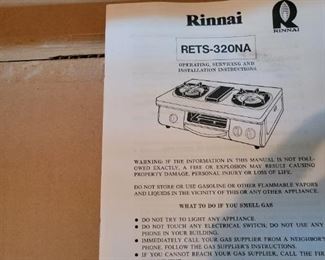 Rinnai
RINNAI
RETS-320NA
OPERATING, SERVICING AND
INSTALLATION INSTRUCTIONS
WARNING: IF THE INFORMATION IN THIS MANUAL IS NOT FOL-
OWED EXACTLY, A FIRE OR EXPLOSION MAY RESULT CAUSING
PROPERTY DAMAGE, PERSONAL INJURY OR LOSS OF LIFE.
DO NOT STORE OR USE GASOLINE OR OTHER FLAMMABLE VAPORS
AND LIQUIDS IN THE VICINITY OF THIS OR ANY OTHER APPLIANCE.
WHAT TO DO IF YOU SMELL GAS
• DO NOT TRY TO LIGHT ANY APPLIANCE.
• DO NOT TOUCH ANY ELECTRICAL SWITCH; DO NOT USE ANY
PHONE IN YOUR BUILDING.
• IMMEDIATELY CALL YOUR GAS SUPPLIER FROM A NEIGHBOR'S
PHONE. FOLLOW THE GAS SUPPLIER'S INSTRUCTIONS.
• IF YOU CANNOT REACH YOUR GAS SUPPLIER, CALL THE FIRE